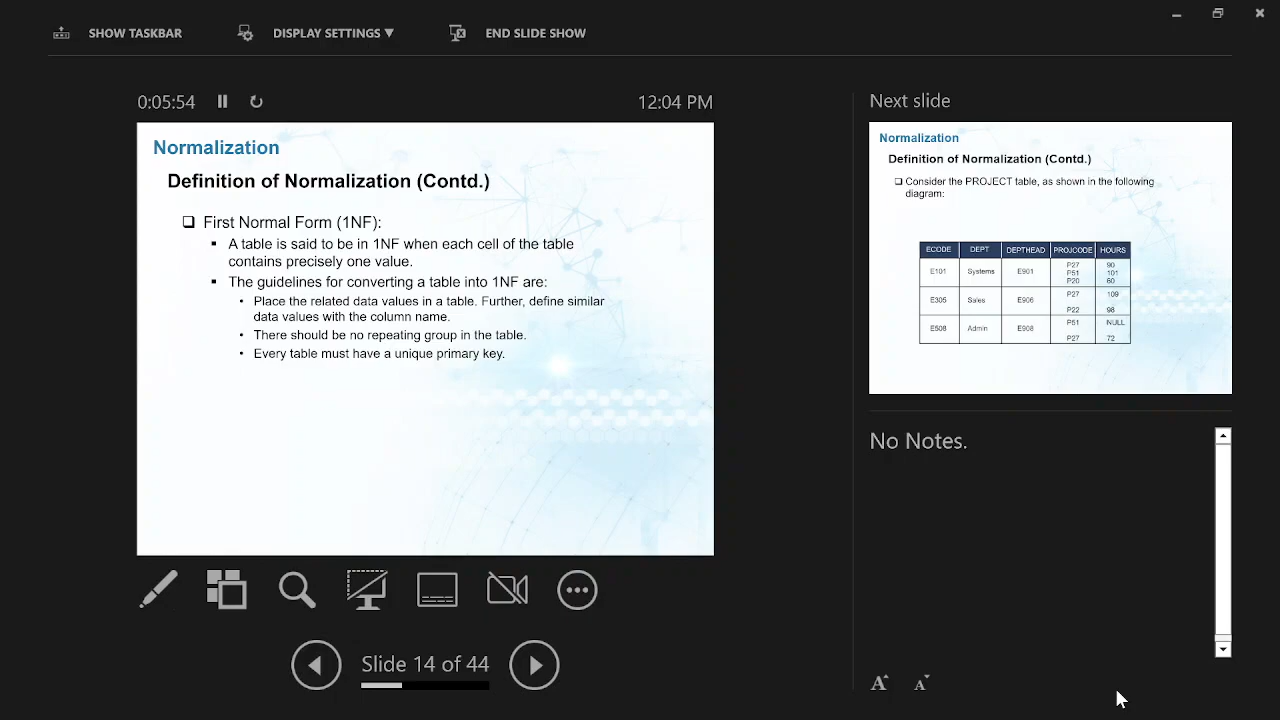 SHOW TASKBAR
DISPLAY SETTINGS ▼
END SLIDE SHOW
0:05:54
12:04 PM
Normalization
Definition of Normalization (Contd.)
❑ First Normal Form (1NF):
▪ A table is said to be in 1NF when each cell of the table
contains precisely one value.
▪ The guidelines for converting a table into 1NF are:
• Place the related data values in a table. Further, define similar
data values with the column name.
• There should be no repeating group in the table.
• Every table must have a unique primary key.
Slide 14 of 44
Next slide
Normalization
Definition of Normalization (Contd.)
❑ Consider the PROJECT table, as shown in the following
diagram:
ECODE DEPT DEPTHEAD PROJCODE HOURS
P27 90
E101 Systems E901 P51 101
P20 60
P27 109
E305 Sales E906
P22 98
P51 NULL
E508 Admin E908
P27 72
No Notes.
A A